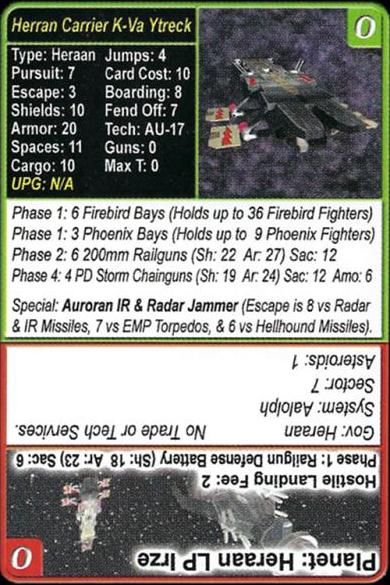 Herran Carrier K-Va Ytreck
0
Type: Heraan Jumps: 4
Pursuit: 7 Card Cost: 10
Escape: 3 Boarding: 8
Shields: 10 Fend Off: 7
Armor: 20 Tech: AU-17
Spaces: 11 Guns: 0
Cargo: 10 Max T: 0
UPG: N/A
Phase 1: 6 Firebird Bays (Holds up to 36 Firebird Fighters)
Phase 1: 3 Phoenix Bays (Holds up to 9 Phoenix Fighters)
Phase 2: 6 200mm Railguns (Sh: 22 Ar: 27) Sac: 12
Phase 4: 4 PD Storm Chainguns (Sh: 19 Ar: 24) Sac: 12 Amo: 6
Special: Auroran IR & Radar Jammer (Escape is 8 vs Radar
& IR Missiles, 7 vs EMP Torpedos, & 6 vs Hellhound Missiles).
Planet: Heraan LP Irze
0
Hostile Landing Fee: 2
Phase 1: Railgun Defense Battery (Sh: 18 Ar: 23) Sac: 6
Gov: Heraan No Trade or Tech Services.
System: Aalolph
Sector: 7
Asteroids: 1